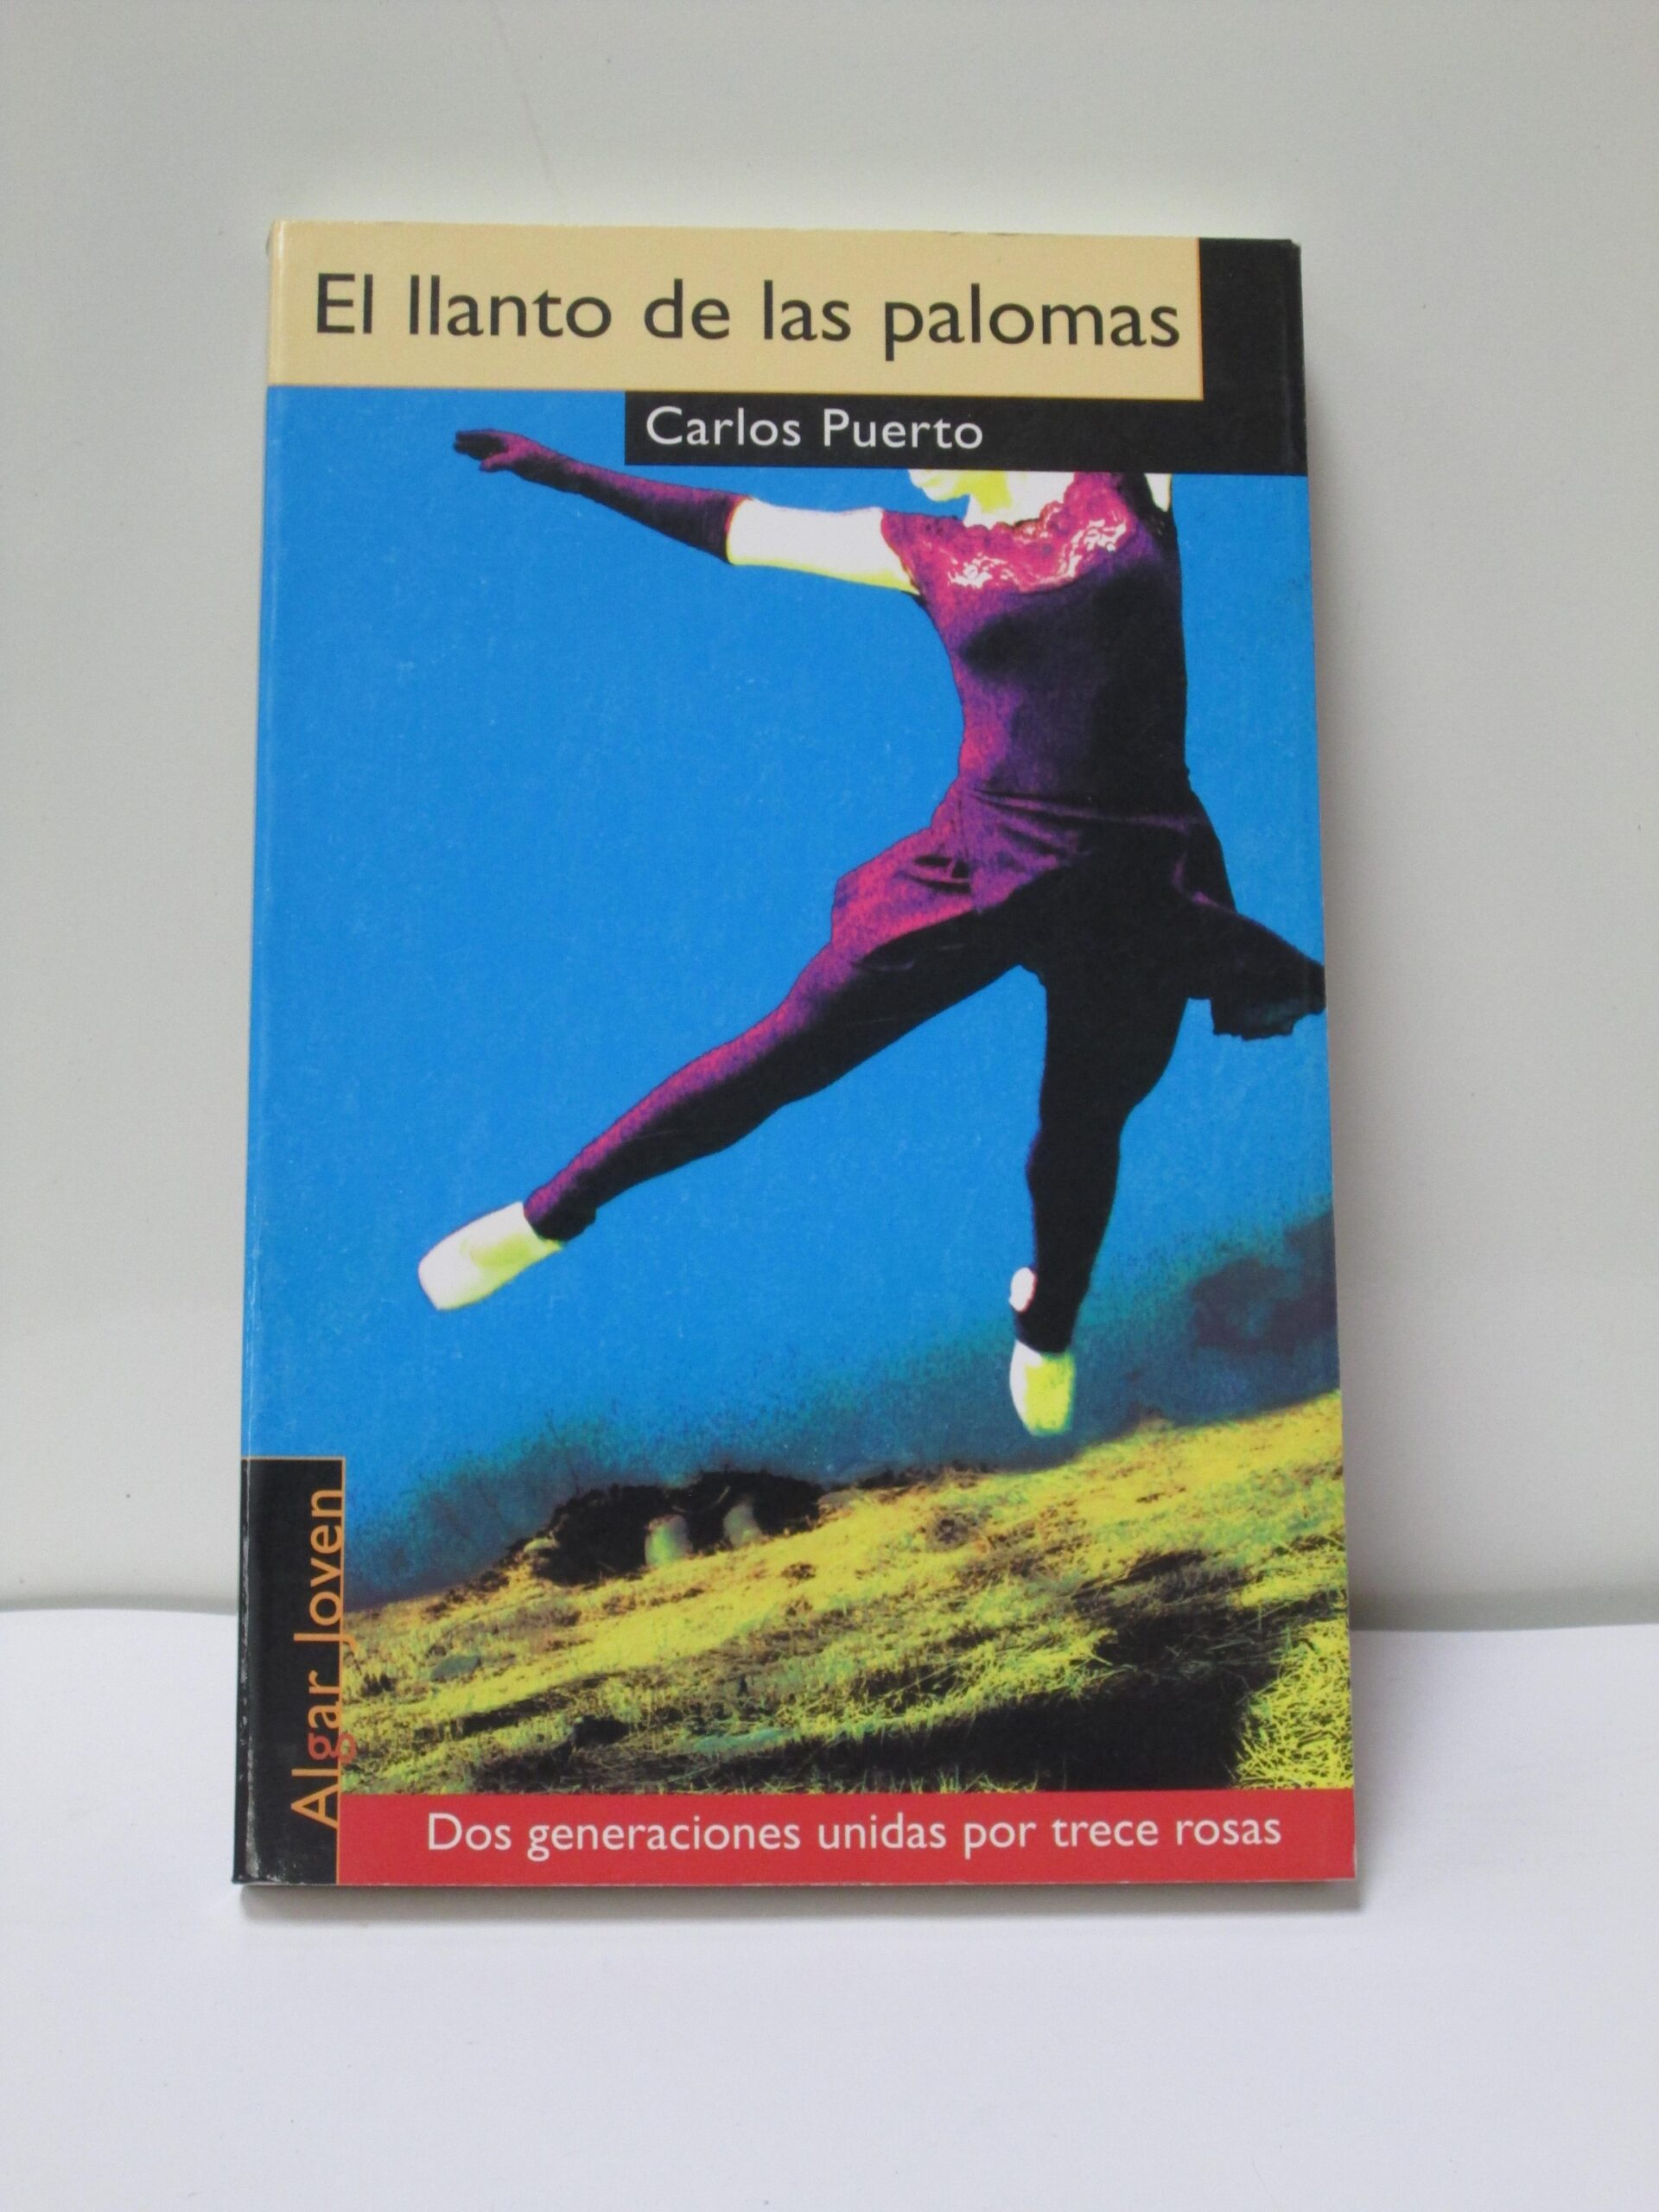 El llanto de las palomas
Carlos Puerto
Algar Joven
Dos generaciones unidas por trece rosas